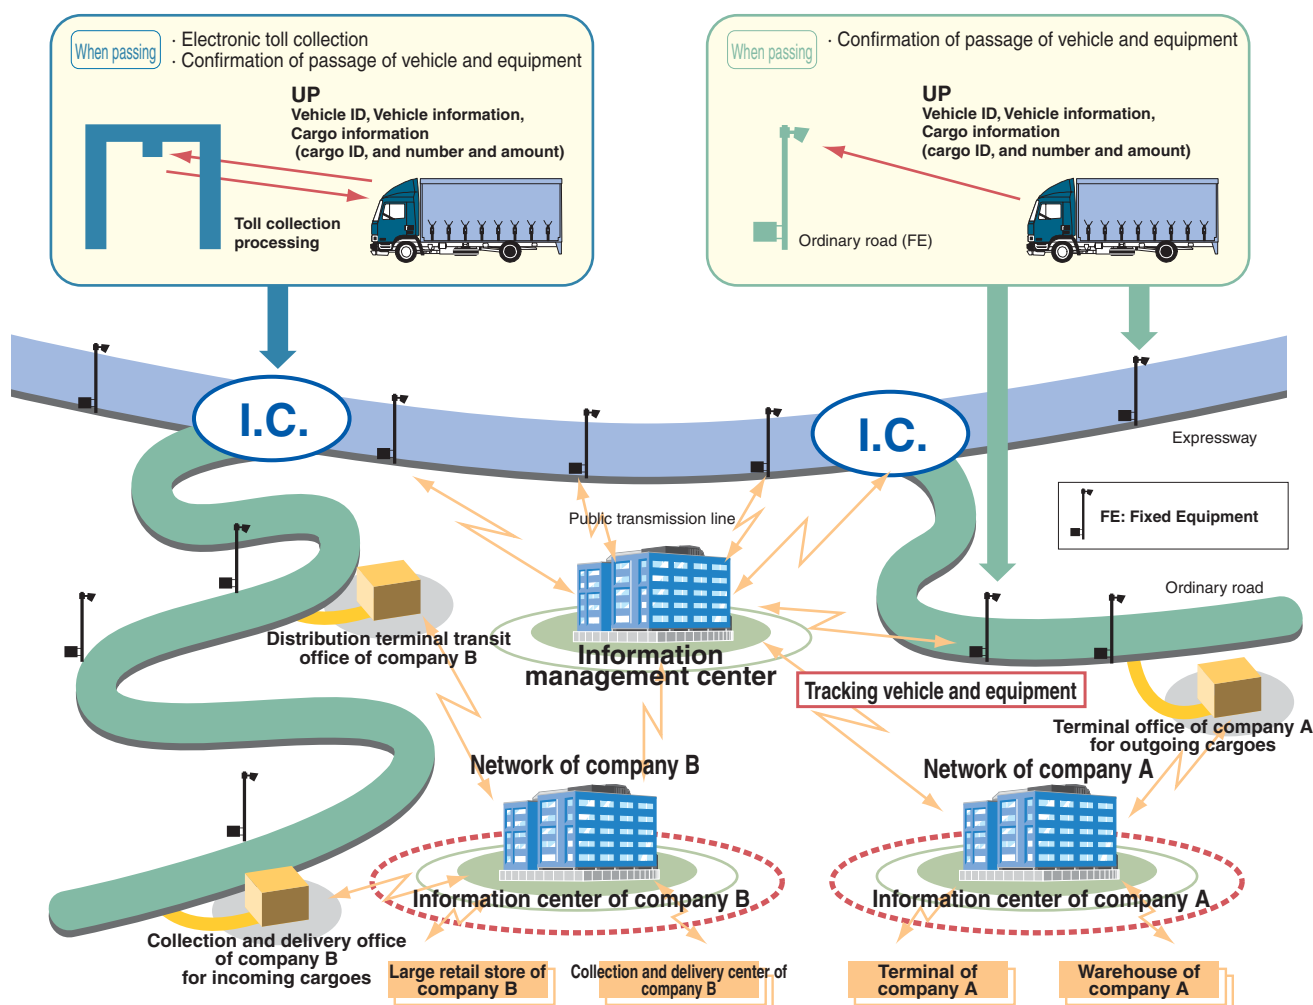 When passing
· Electronic toll collection
· Confirmation of passage of vehicle and equipment
UP
Vehicle ID, Vehicle information,
Cargo information
(cargo ID, and number and amount)
Toll collection
processing
When passing
· Confirmation of passage of vehicle and equipment
UP
Vehicle ID, Vehicle information,
Cargo information
(cargo ID, and number and amount)
Ordinary road (FE)
I.C.
I.C.
Expressway
FE: Fixed Equipment
Public transmission line
Ordinary road
Distribution terminal transit
office of company B
Information
management center
Tracking vehicle and equipment
Terminal office of company A
for outgoing cargoes
Network of company B
Network of company A
Information center of company B
Information center of company A
Collection and delivery office
of company B
for incoming cargoes
Large retail store of
company B
Collection and delivery center of
company B
Terminal of
company A
Warehouse of
company A